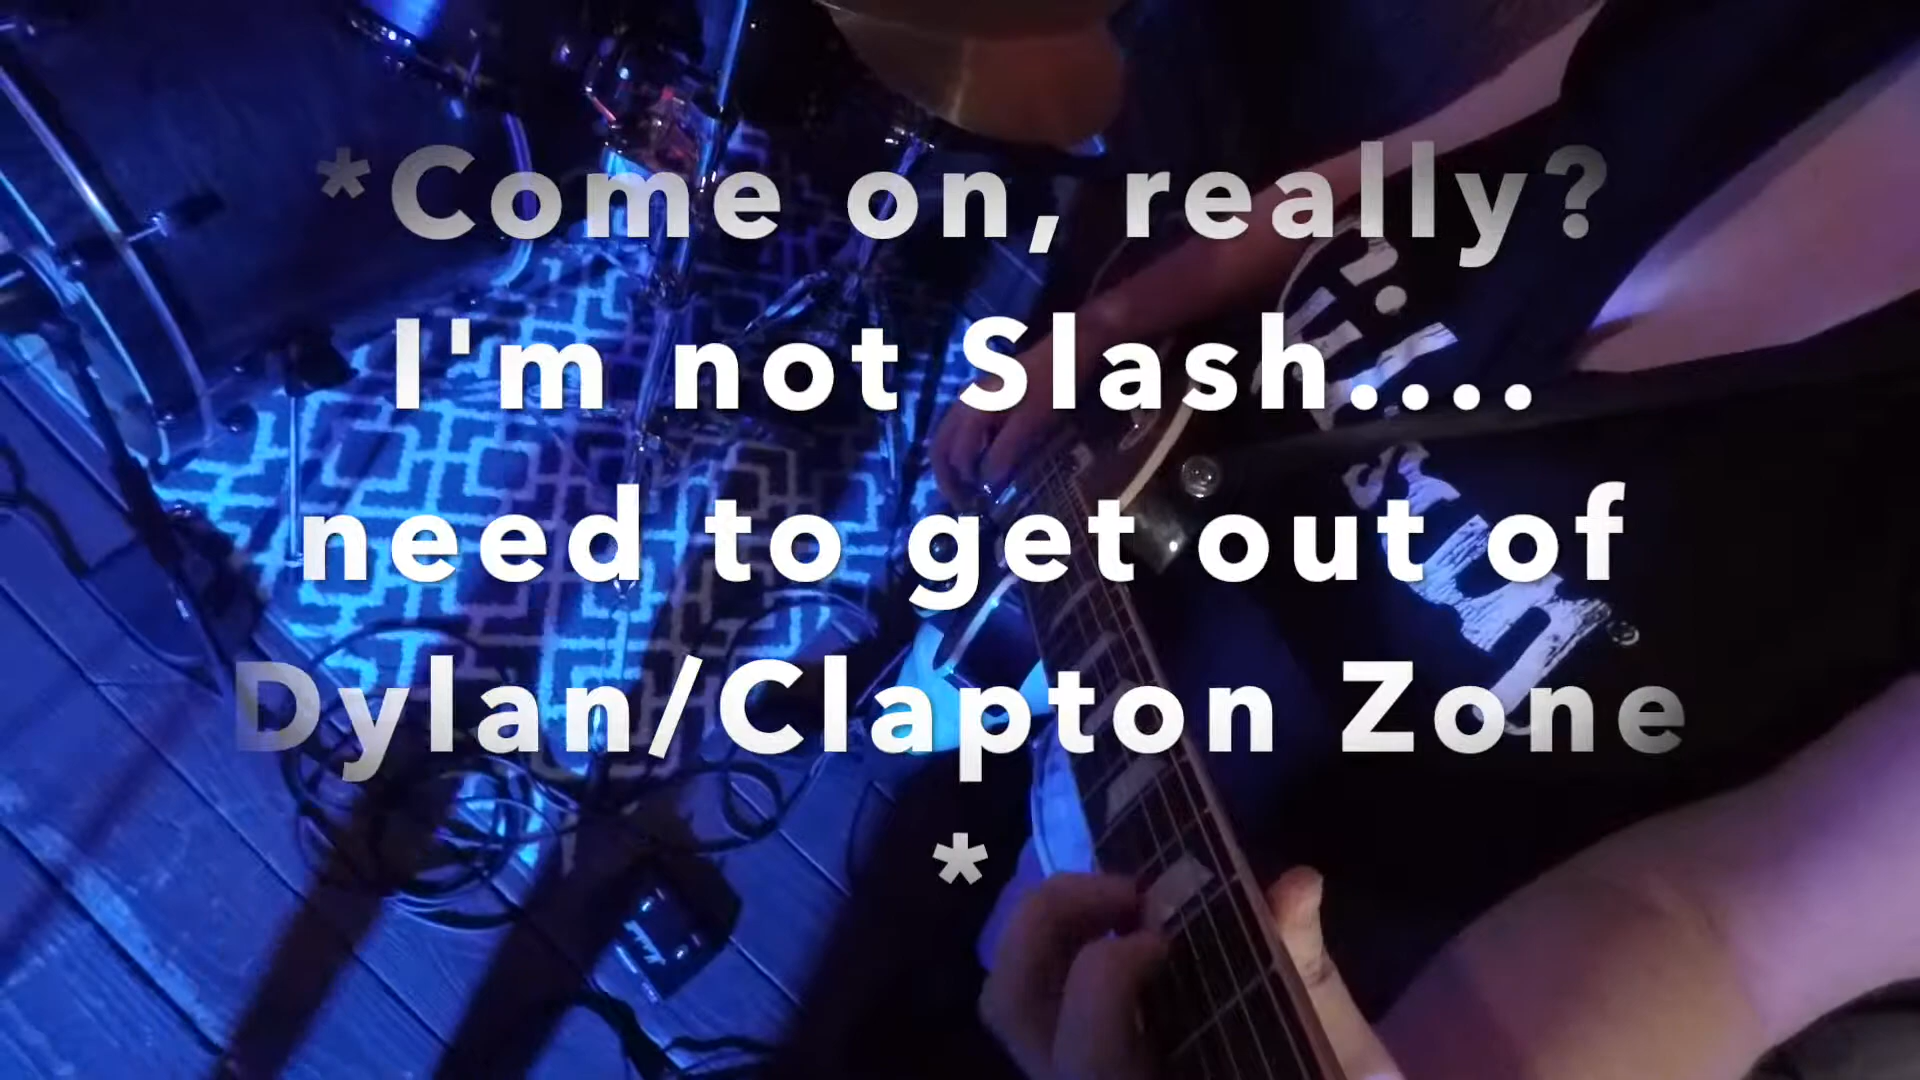 *Come on, really?
I'm not Slash....
need to get out of
Dylan/Clapton Zone
*